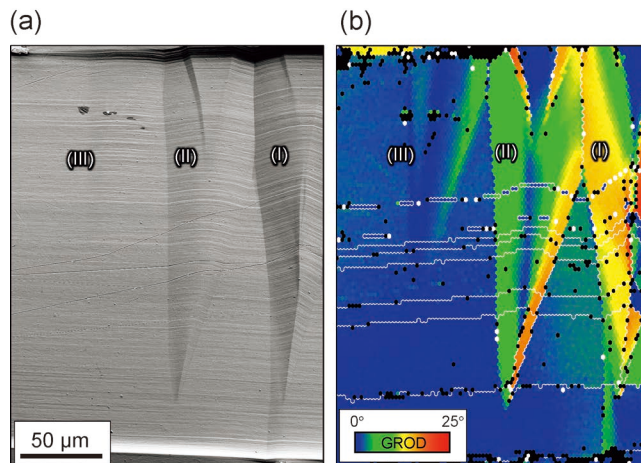 (a)
(b)
(III)
(II)
(I)
(III)
(II)
(I)
50 μm
0° 25°
GROD